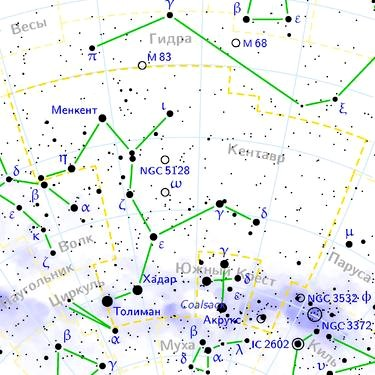 γ
β
ε
Весы
Гидра
M 68
π
M 83
ξ
Менкент
ι
Кентавр
η
NGC 5128
δ
β
ω
α
ζ
γ
δ
ε
κ
Волк
ε
μ
ζ
γ
Паруса
Наугольник
Хадар
Южный Крест
δ
Циркуль
β
ε
NGC 3532
φ
Толиман
Coalsack
Акрукс
NGC 3372
α
β
β
Муха
α
λ
IC 2602
Киль
γ
δ
υ